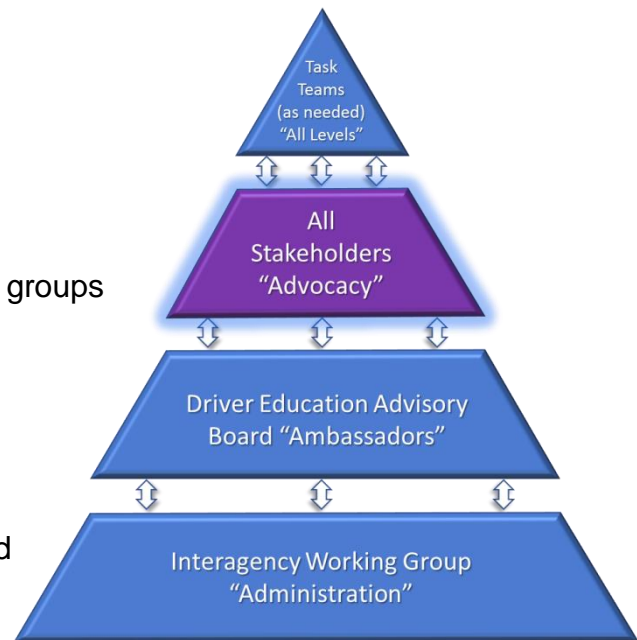 Task
Teams
(as needed)
“All Levels”
All
Stakeholders
“Advocacy”
groups
Driver Education Advisory
Board “Ambassadors”
Interagency Working Group
“Administration”